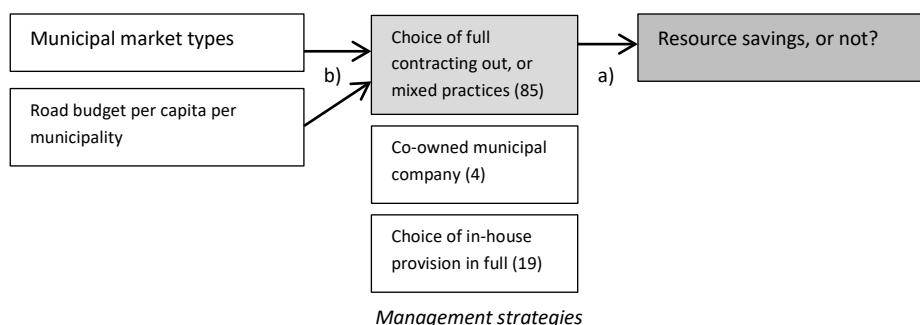 Municipal market types
Road budget per capita per
municipality
b)
Choice of full
contracting out, or
mixed practices (85)
a)
Resource savings, or not?
Co-owned municipal
company (4)
Choice of in-house
provision in full (19)
Management strategies